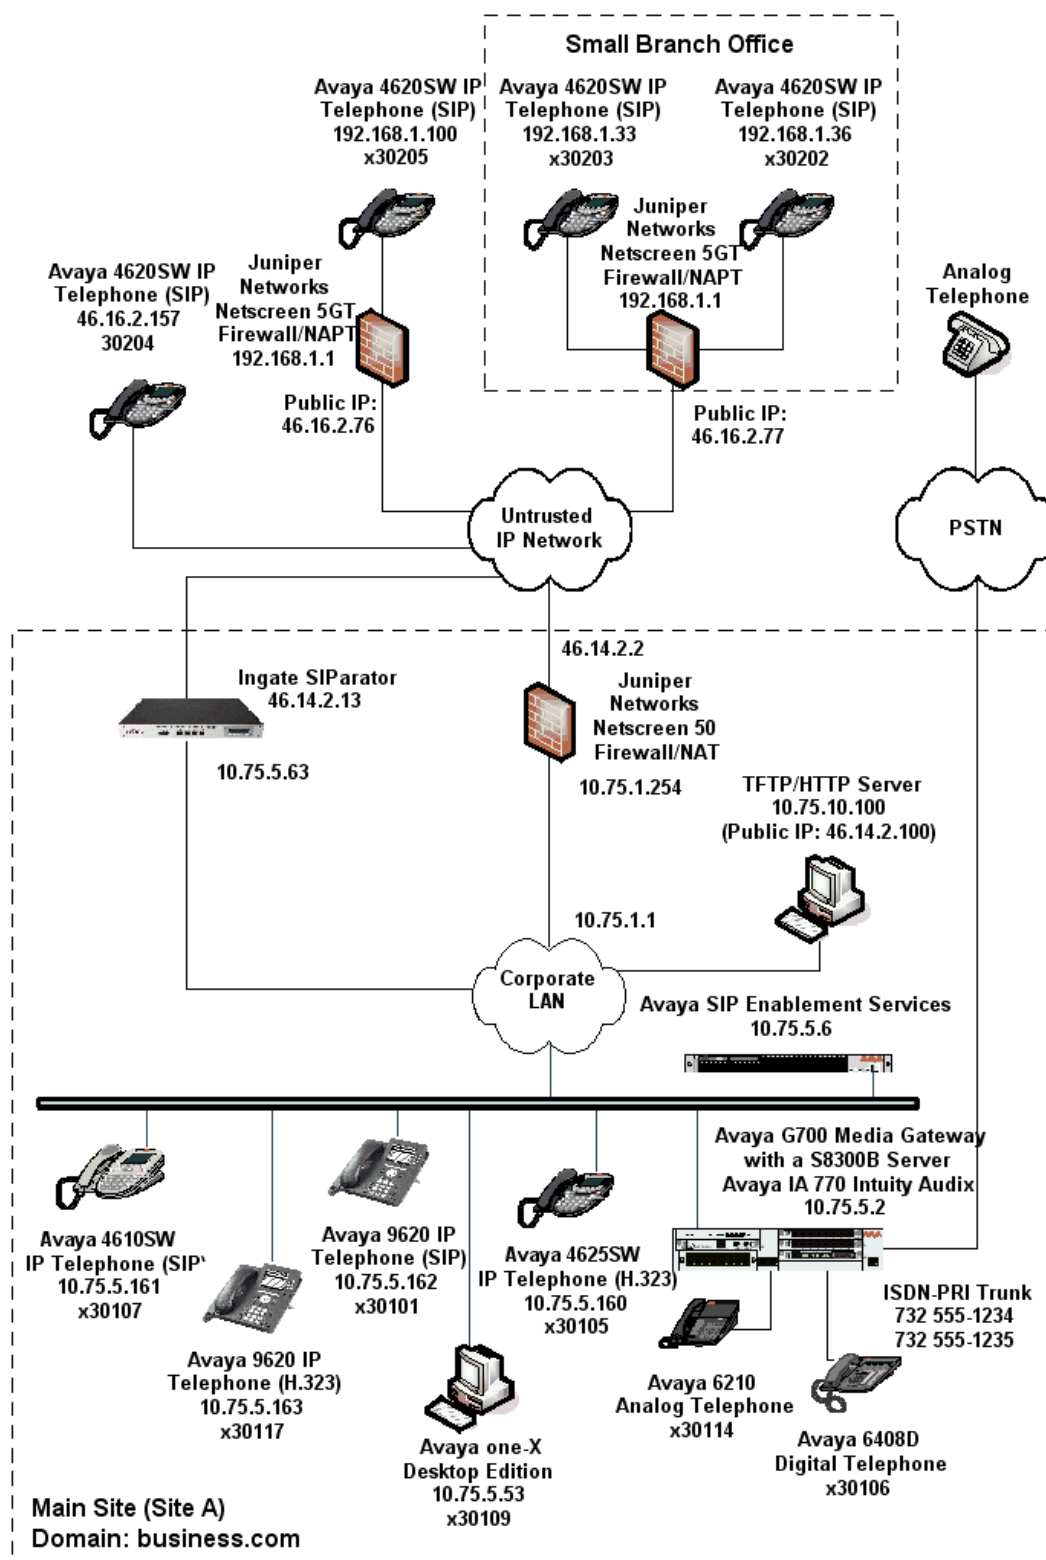 Small Branch Office
Avaya 4620SW IP
Telephone (SIP)
192.168.1.100
x30205
Avaya 4620SW IP
Telephone (SIP)
192.168.1.33
x30203
Avaya 4620SW IP
Telephone (SIP)
192.168.1.36
x30202
Juniper
Networks
Netscreen 5GT
Firewall/NAPT
192.168.1.1
Avaya 4620SW IP
Telephone (SIP)
46.16.2.157
30204
Juniper
Networks
Netscreen 5GT
Firewall/NAPT
192.168.1.1
Analog
Telephone
Public IP:
46.16.2.76
Public IP:
46.16.2.77
Untrusted
IP Network
PSTN
46.14.2.2
Ingate SIParator
46.14.2.13
Juniper
Networks
Netscreen 50
Firewall/NAT
10.75.5.63
10.75.1.254
TFTP/HTTP Server
10.75.10.100
(Public IP: 46.14.2.100)
10.75.1.1
Corporate
LAN
Avaya SIP Enablement Services
10.75.5.6
Avaya G700 Media Gateway
with a S8300B Server
Avaya IA 770 Intuity Audix
10.75.5.2
Avaya 4610SW
IP Telephone (SIP)
10.75.5.161
x30107
Avaya 9620 IP
Telephone (SIP)
10.75.5.162
x30101
Avaya 4625SW
IP Telephone (H.323)
10.75.5.160
x30105
ISDN-PRI Trunk
732 555-1234
732 555-1235
Avaya 9620 IP
Telephone (H.323)
10.75.5.163
x30117
Avaya 6210
Analog Telephone
x30114
Avaya 6408D
Digital Telephone
x30106
Avaya one-X
Desktop Edition
10.75.5.53
x30109
Main Site (Site A)
Domain: business.com